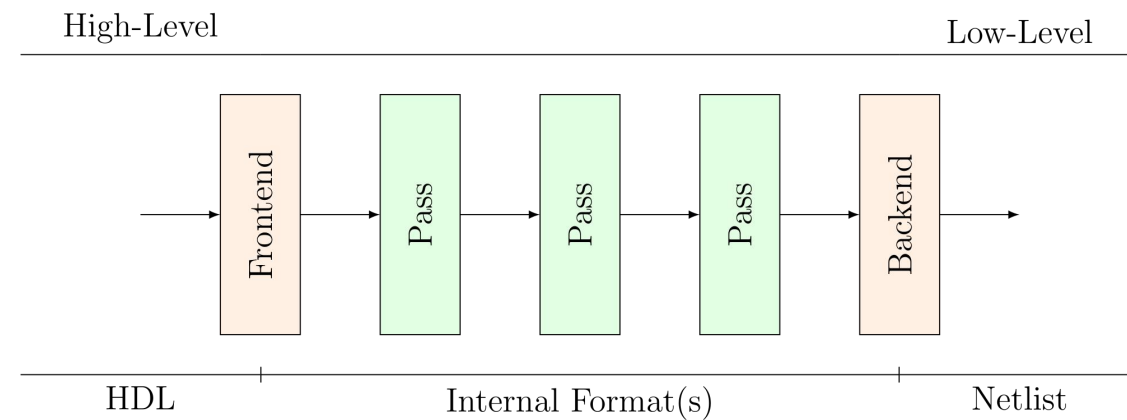 High-Level
Low-Level
Frontend
Pass
Pass
Pass
Backend
HDL
Internal Format(s)
Netlist